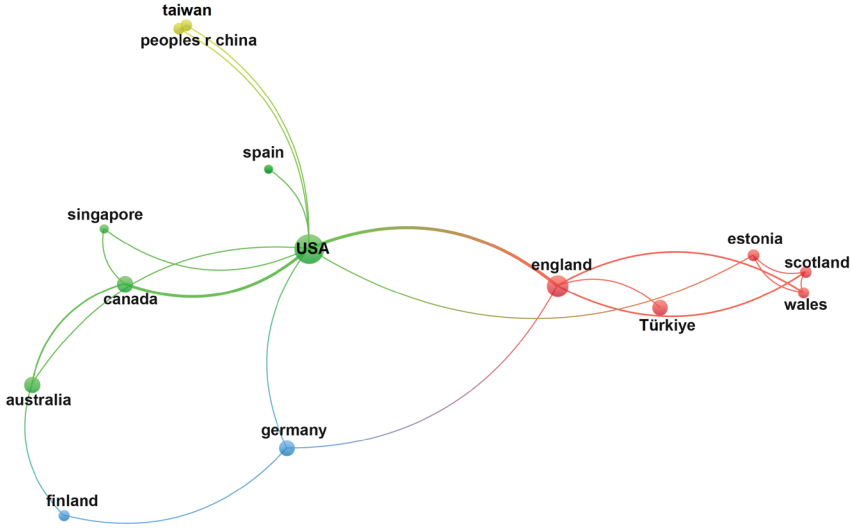 taiwan
peoples r china
spain
singapore
USA
estonia
england
scotland
canada
wales
Türkiye
australia
germany
finland